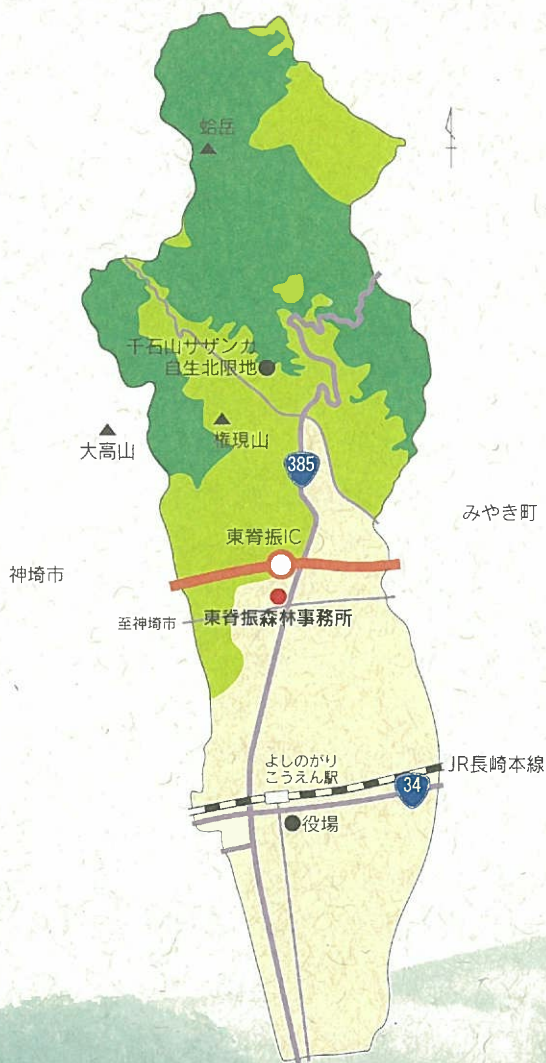 蛤岳
千石山サザンカ
自生北限地
権現山
大高山
385
みやき町
東脊振IC
神埼市
至神埼市
東脊振森林事務所
よしのがり
こうえん駅
JR長崎本線
34
役場